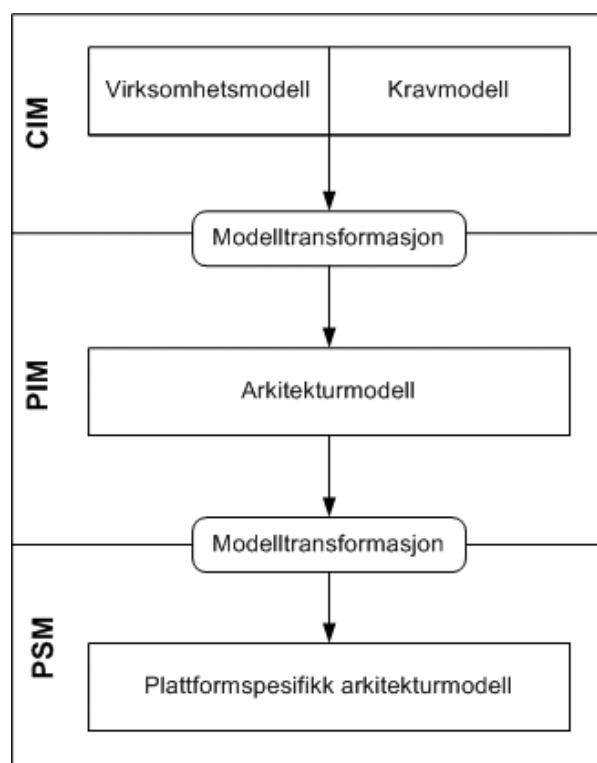 CIM
Virksomhetsmodell
Kravmodell
Modelltransformasjon
PIM
Arkitekturmodell
Modelltransformasjon
PSM
Plattformspesifikk arkitekturmodell